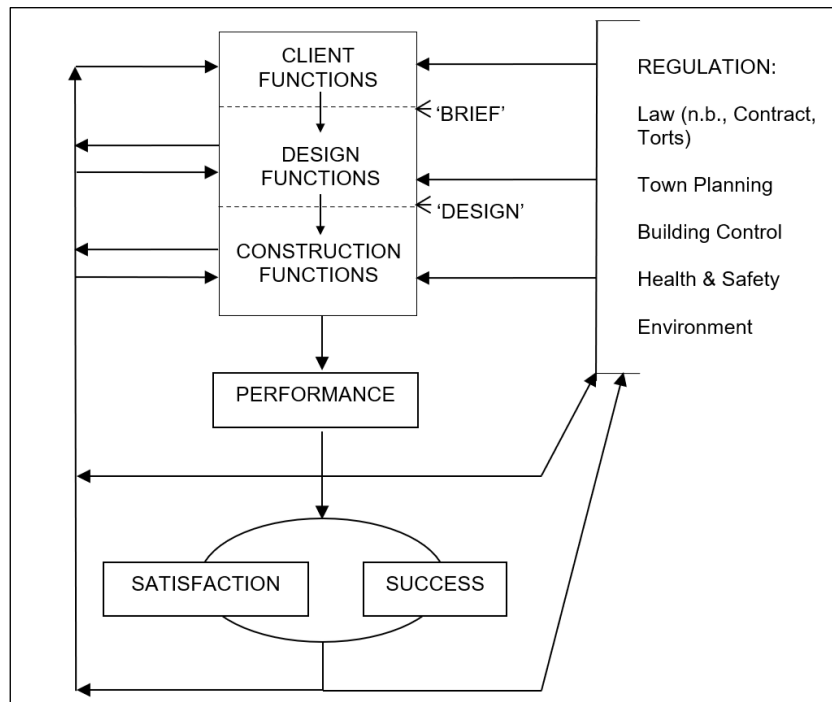 CLIENT
FUNCTIONS
‘BRIEF’
DESIGN
FUNCTIONS
‘DESIGN’
CONSTRUCTION
FUNCTIONS
PERFORMANCE
SATISFACTION
SUCCESS
REGULATION:
Law (n.b., Contract,
Torts)
Town Planning
Building Control
Health & Safety
Environment